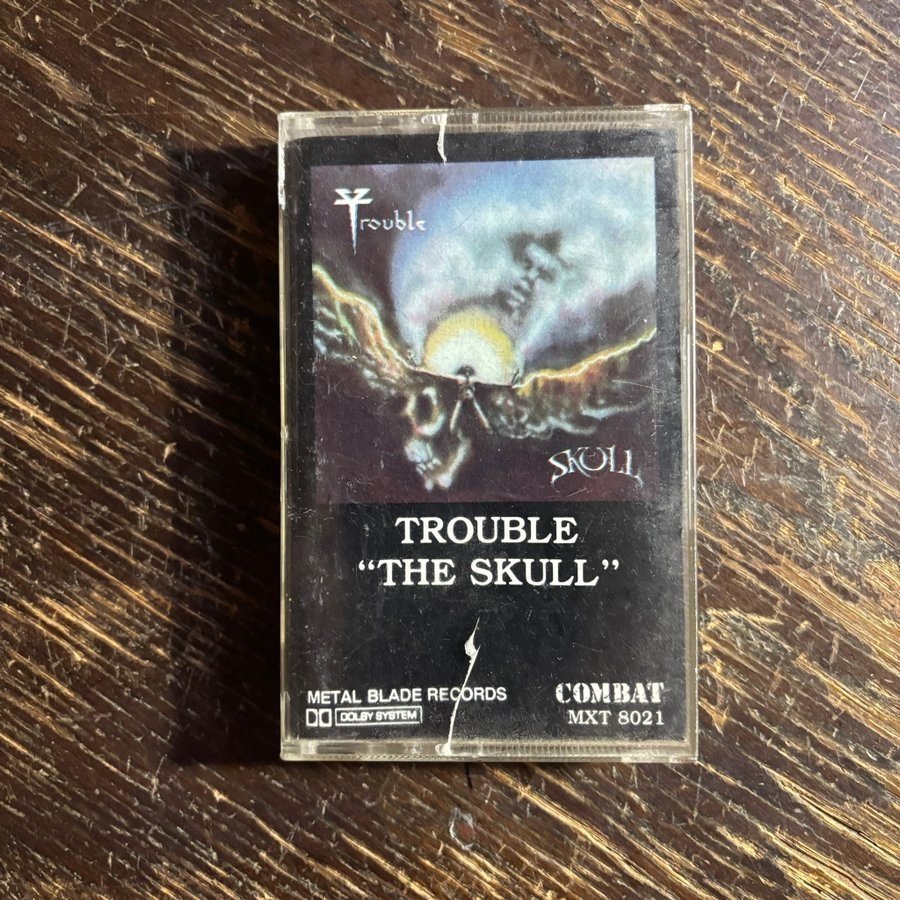 Trouble
SKULL
TROUBLE
“THE SKULL”
METAL BLADE RECORDS
COMBAT
DOLBY SYSTEM
MXT 8021